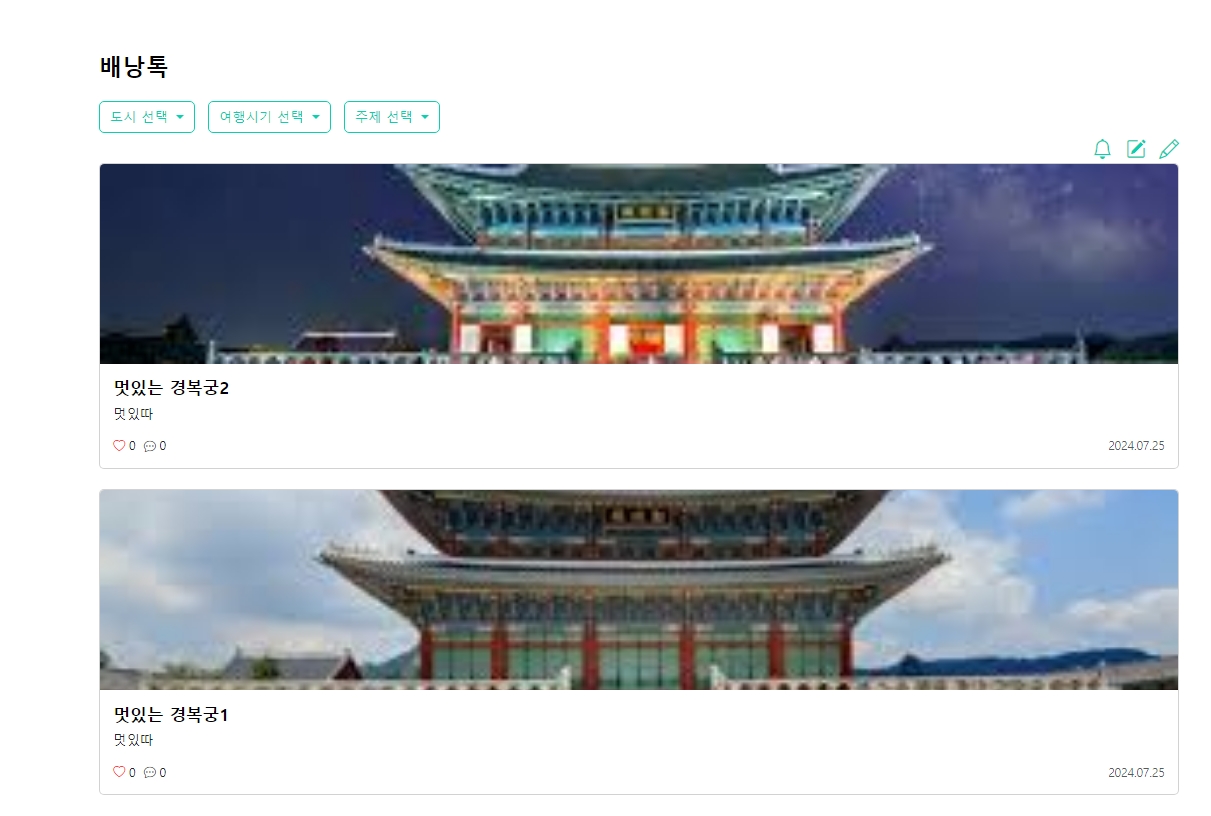 배낭톡
도시 선택 여행시기 선택 주제 선택
멋있는 경복궁2
멋있따
0 0 2024.07.25
멋있는 경복궁1
멋있따
0 0 2024.07.25